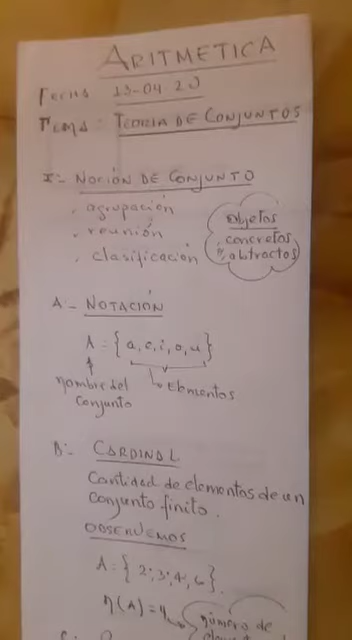 ARITMETICA
FECHA: 13-04-20
TEMA: TEORIA DE CONJUNTOS
I:- NOCIÓN DE CONJUNTO
. agrupación
. reunión
. clasificación
objetos
. concretos
abtractos
A:- NOTACIÓN
A = {a, e, i, o, u}
nombre del conjunto
elementos
B:- CARDINAL
Cantidad de elementos de un
conjunto finito.
OBSERVEMOS
A = {2; 3; 4; 6}
η(A) = 4
número de